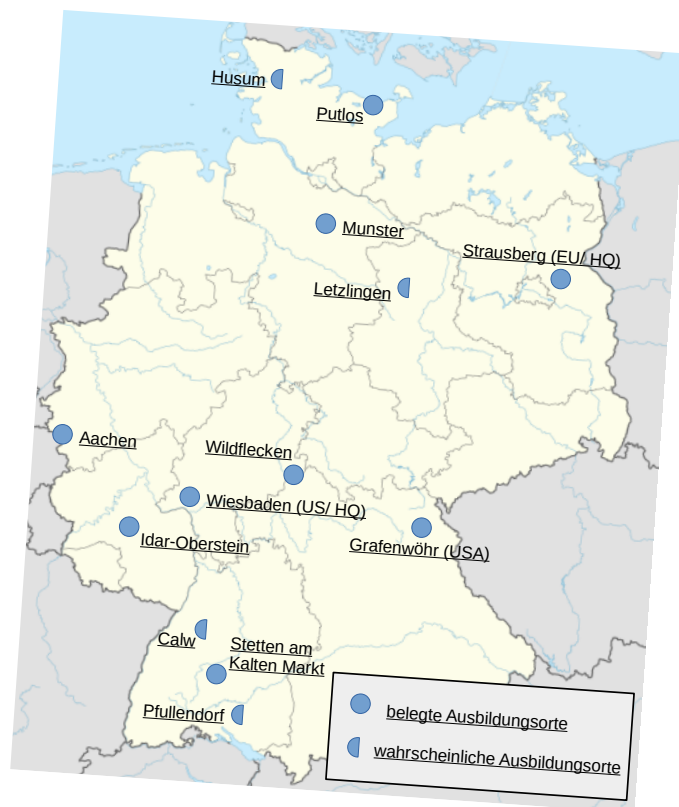 Husum
Putlos
Munster
Strausberg (EU/ HQ)
Letzlingen
Aachen
Wildflecken
Wiesbaden (US/ HQ)
Idar-Oberstein
Grafenwöhr (USA)
Calw
Stetten am
Kalten Markt
Pfullendorf
belegte Ausbildungsorte
wahrscheinliche Ausbildungsorte